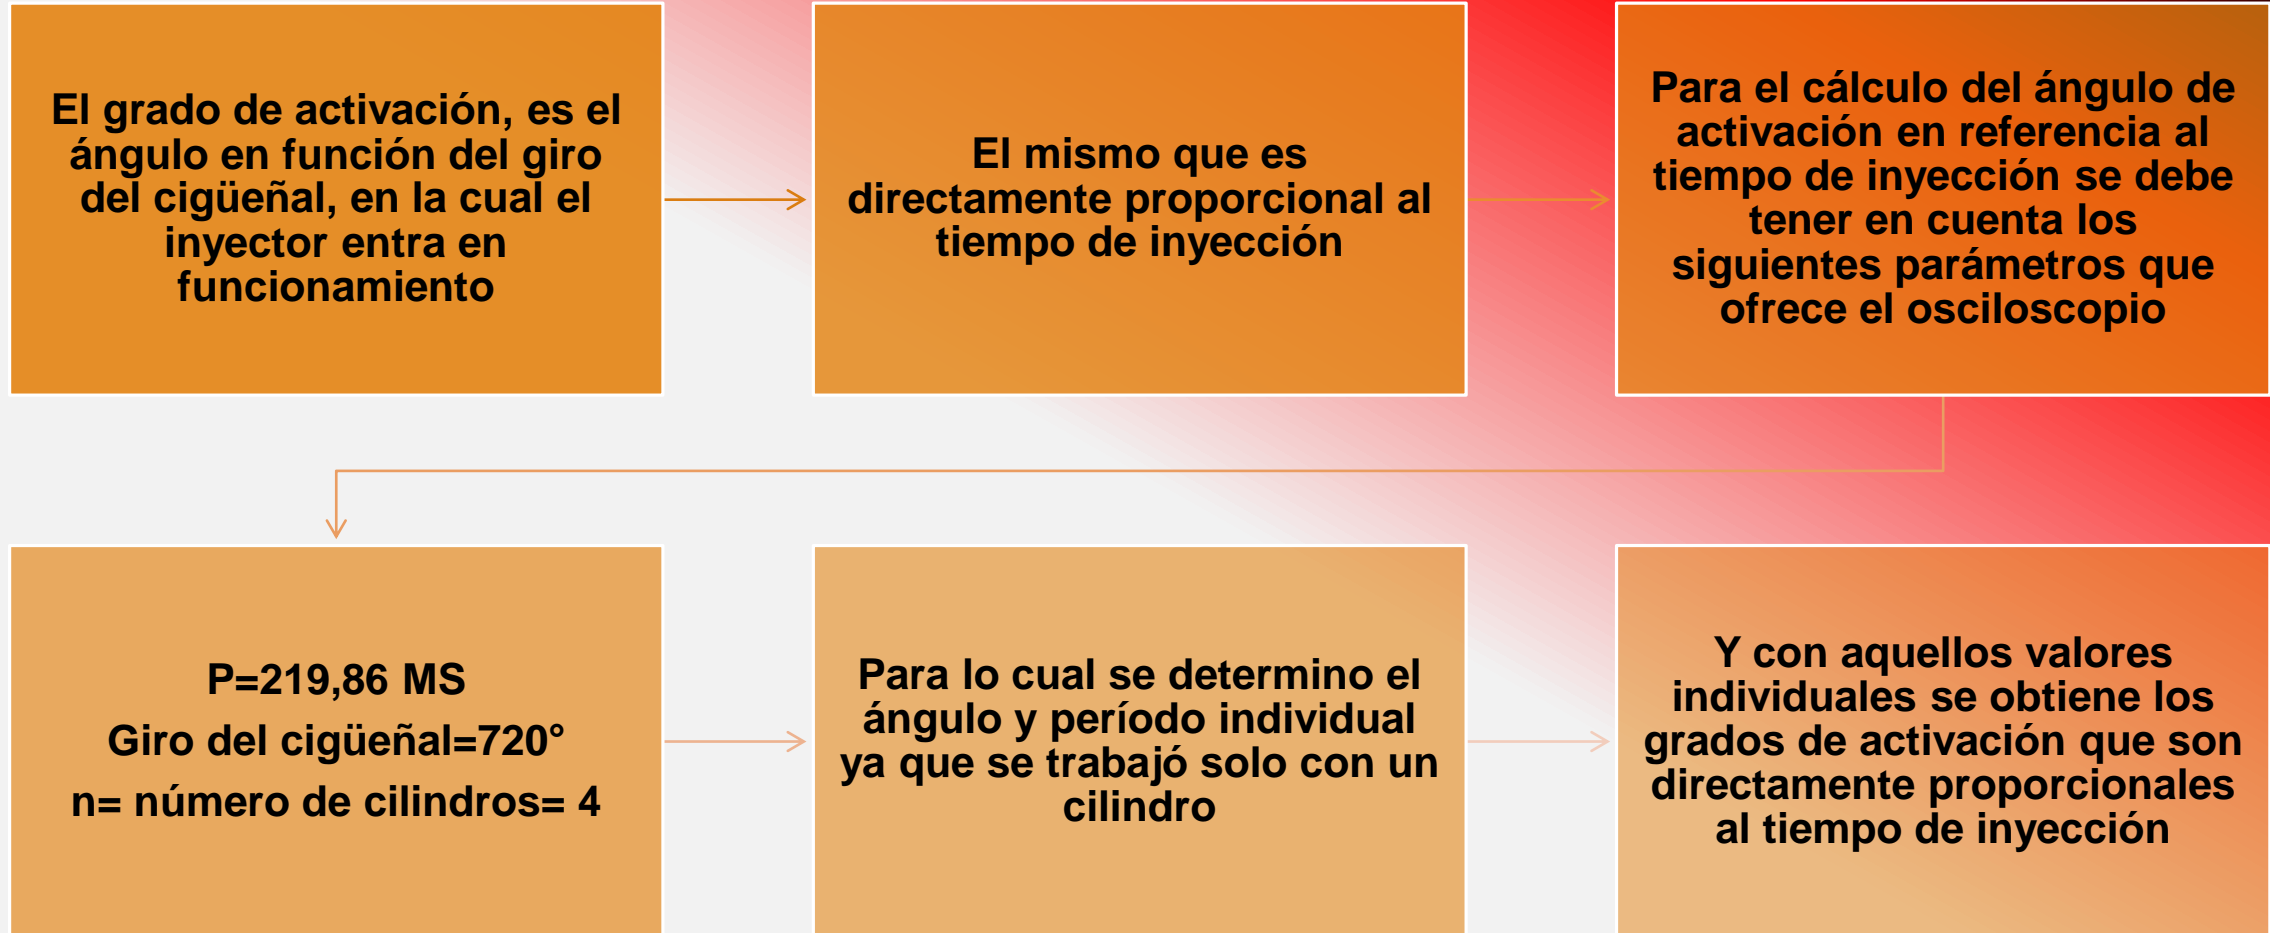 El grado de activación, es el
ángulo en función del giro
del cigüeñal, en la cual el
inyector entra en
funcionamiento
El mismo que es
directamente proporcional al
tiempo de inyección
Para el cálculo del ángulo de
activación en referencia al
tiempo de inyección se debe
tener en cuenta los
siguientes parámetros que
ofrece el osciloscopio
P=219,86 MS
Giro del cigüeñal=720°
n= número de cilindros= 4
Para lo cual se determino el
ángulo y período individual
ya que se trabajó solo con un
cilindro
Y con aquellos valores
individuales se obtiene los
grados de activación que son
directamente proporcionales
al tiempo de inyección